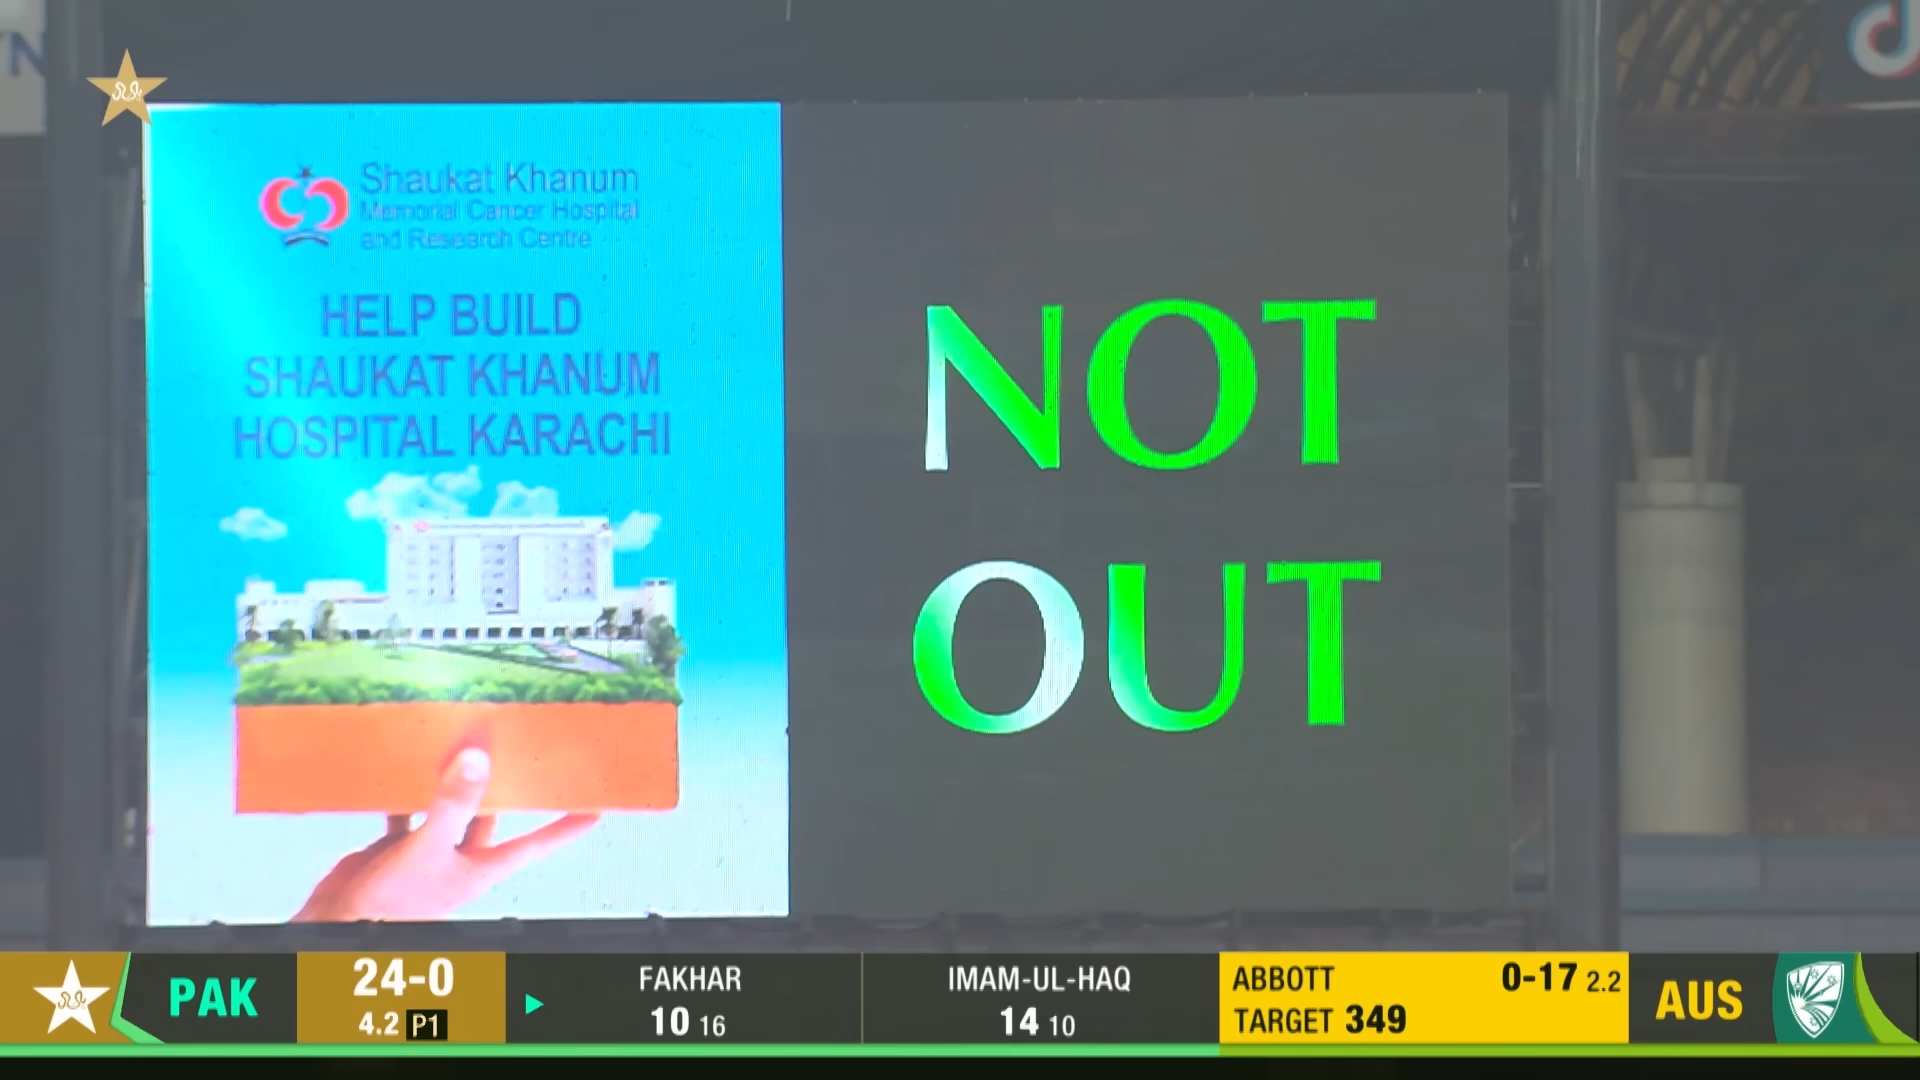 Shaukat Khanum
Memorial Cancer Hospital
and Research Centre
HELP BUILD
SHAUKAT KHANUM
HOSPITAL KARACHI
NOT
OUT
PAK
24-0
4.2 P1
FAKHAR
10 16
IMAM-UL-HAQ
14 10
ABBOTT 0-17 2.2
TARGET 349
AUS